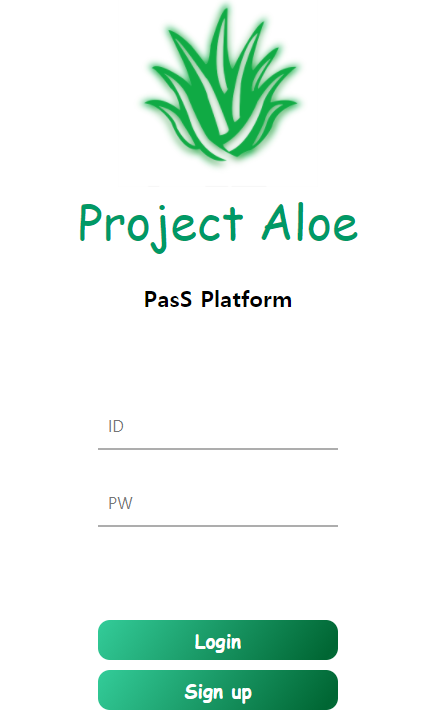 Project Aloe
PasS Platform
ID
PW
Login
Sign up